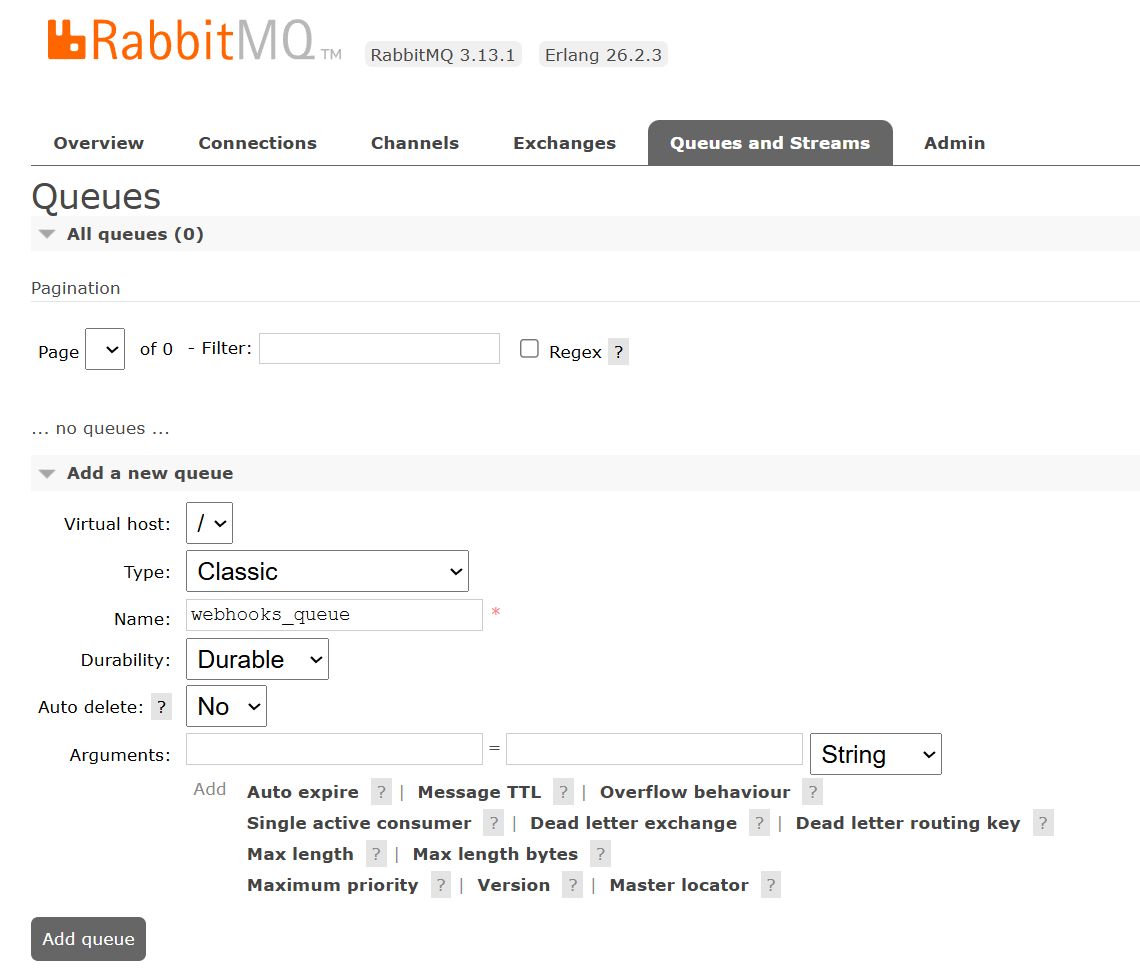 RabbitMQ TM RabbitMQ 3.13.1 Erlang 26.2.3
Overview Connections Channels Exchanges Queues and Streams Admin
Queues
All queues (0)
Pagination
Page of 0 - Filter: Regex ?
... no queues ...
Add a new queue
Virtual host: /
Type: Classic
Name: webhooks_queue *
Durability: Durable
Auto delete: ? No
Arguments: = String
Add Auto expire ? | Message TTL ? | Overflow behaviour ?
Single active consumer ? | Dead letter exchange ? | Dead letter routing key ?
Max length ? | Max length bytes ?
Maximum priority ? | Version ? | Master locator ?
Add queue